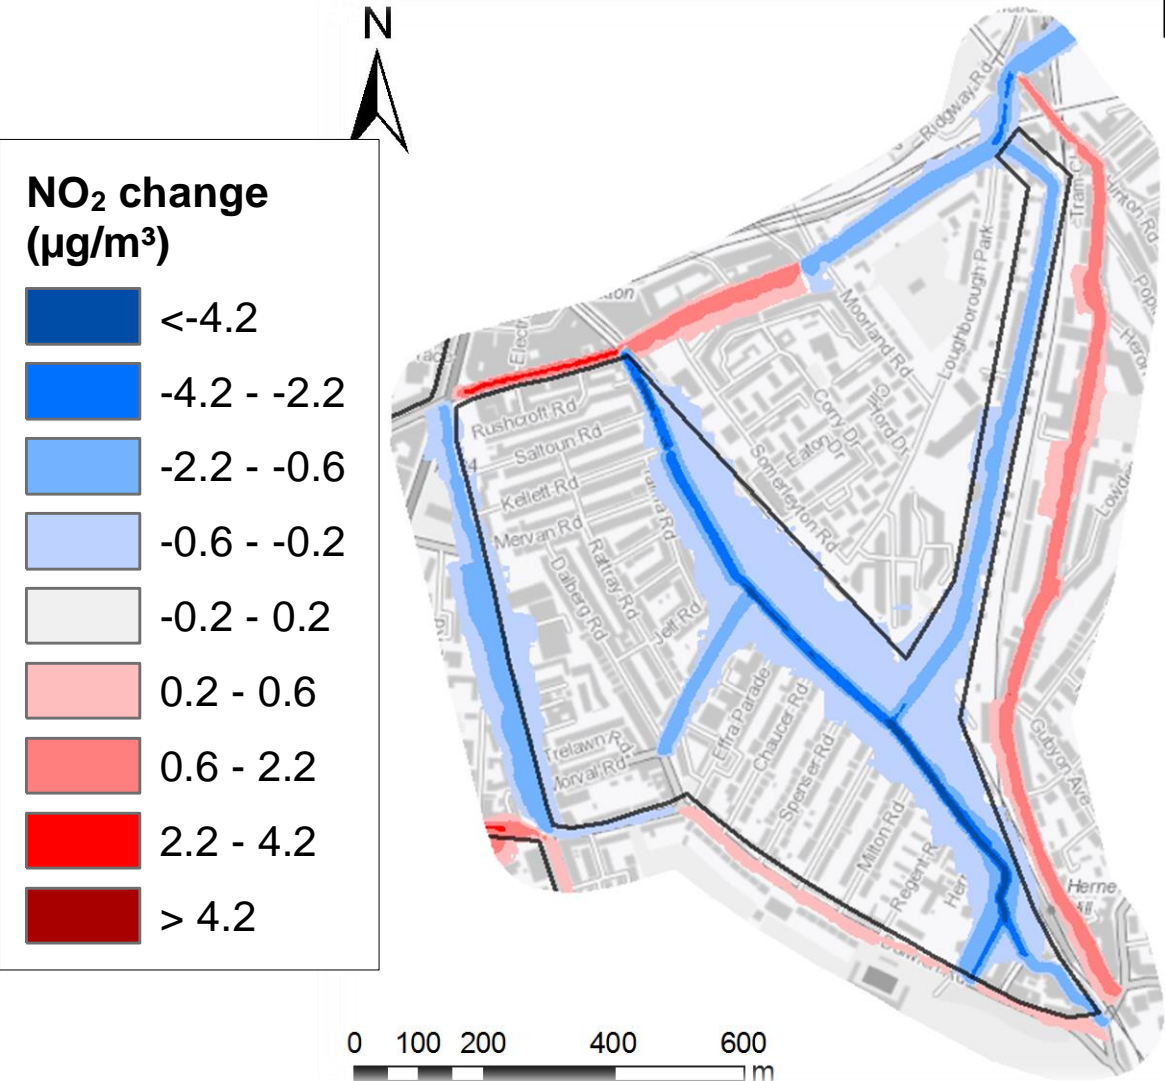 N
NO₂ change
(µg/m³)
<-4.2
-4.2 - -2.2
-2.2 - -0.6
-0.6 - -0.2
-0.2 - 0.2
0.2 - 0.6
0.6 - 2.2
2.2 - 4.2
> 4.2
Ridgway Rd
Hinton Rd
Loughborough Park
Moorland Rd
Rushcroft Rd
Saltoun Rd
Kellett Rd
Mervan Rd
Rattray Rd
Dalberg Rd
Jelf Rd
Corry Dr
Eaton Dr
Somerleyton Rd
Effra Parade
Chaucer Rd
Spenser Rd
Milton Rd
Trelawn Rd
Morval Rd
Gubyon Ave
Herne
Hill
0 100 200 400 600
m